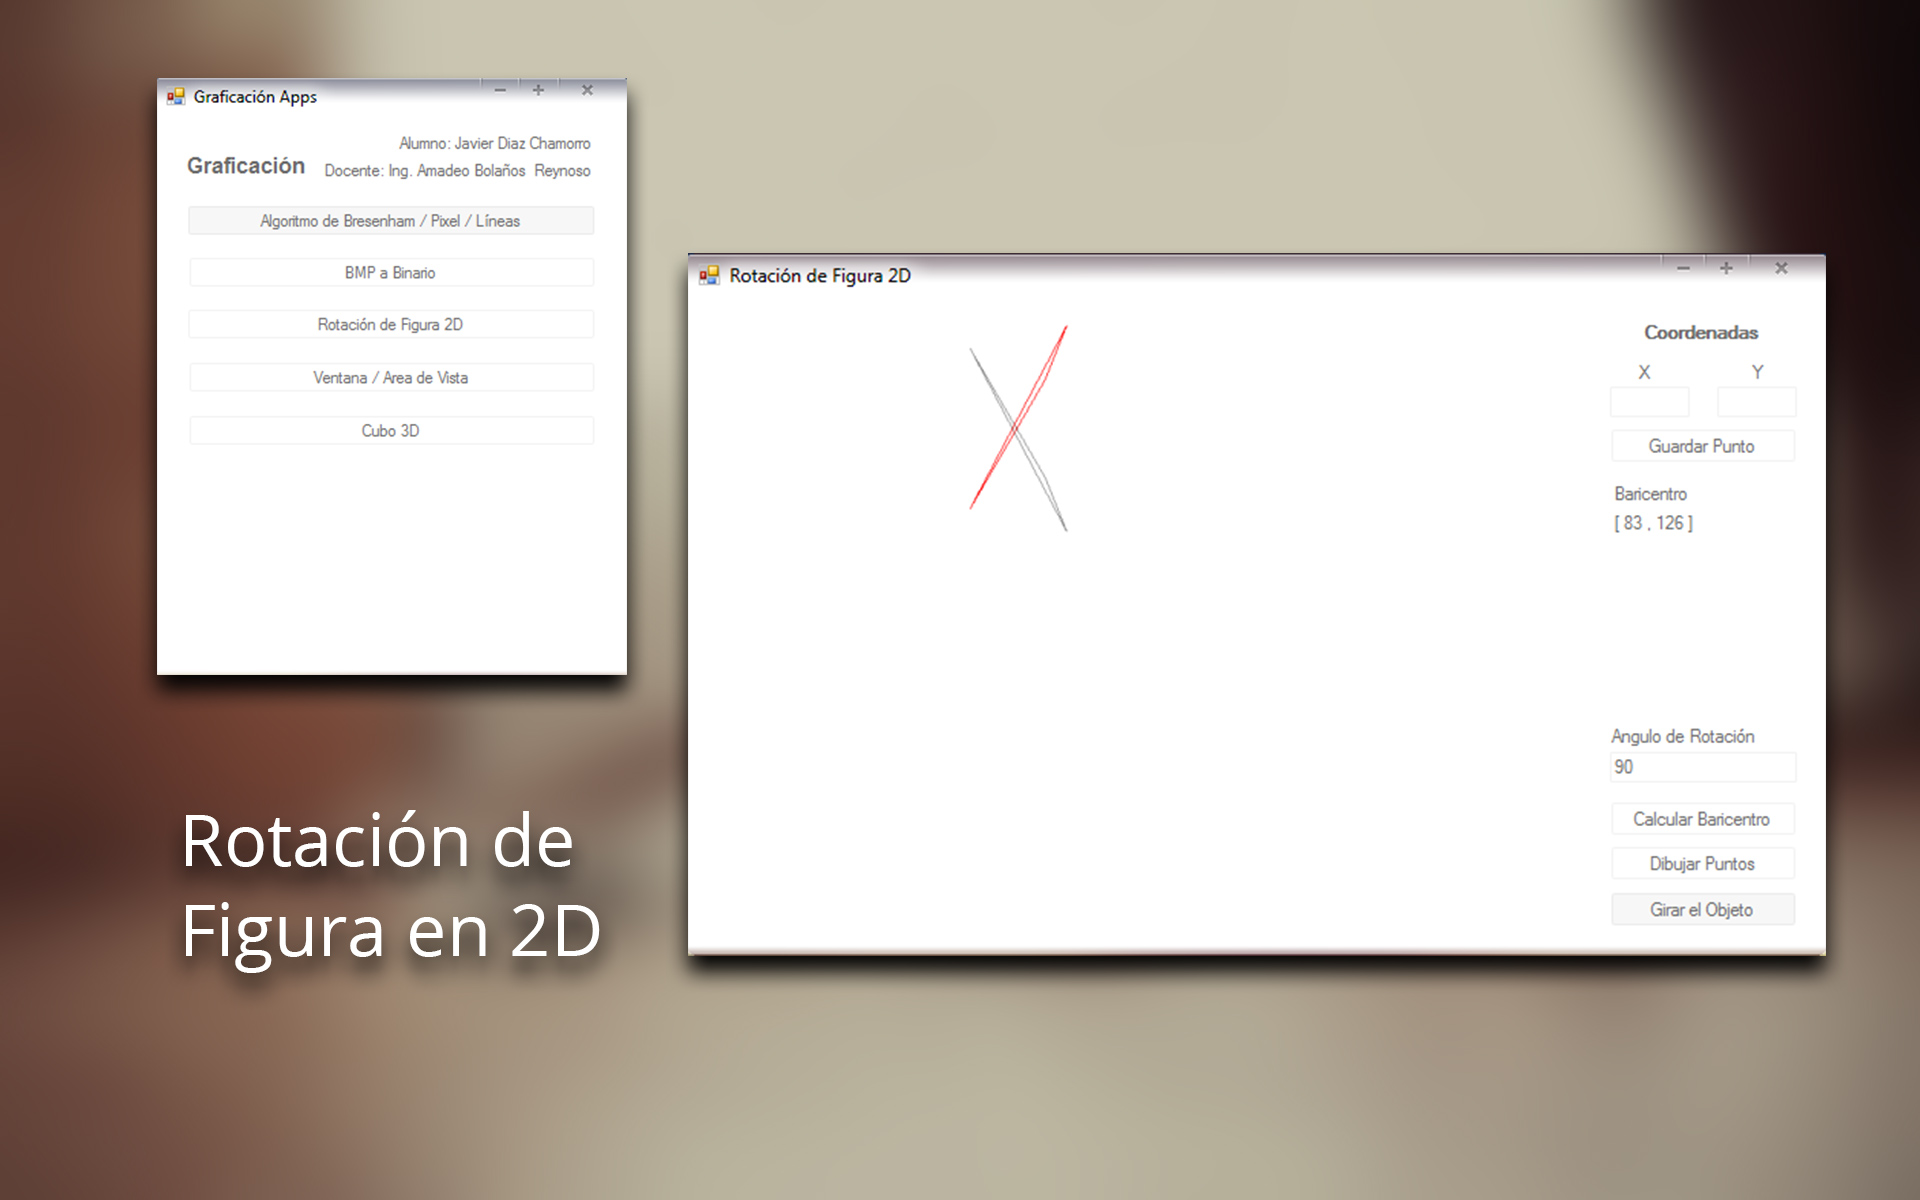 Graficación Apps
Alumno: Javier Diaz Chamorro
Graficación
Docente: Ing. Amadeo Bolaños Reynoso
Algoritmo de Bresenham / Pixel / Líneas
BMP a Binario
Rotación de Figura 2D
Ventana / Area de Vista
Cubo 3D
Rotación de Figura 2D
Coordenadas
X Y
Guardar Punto
Baricentro
[ 83 , 126 ]
Angulo de Rotación
90
Calcular Baricentro
Dibujar Puntos
Girar el Objeto
Rotación de
Figura en 2D